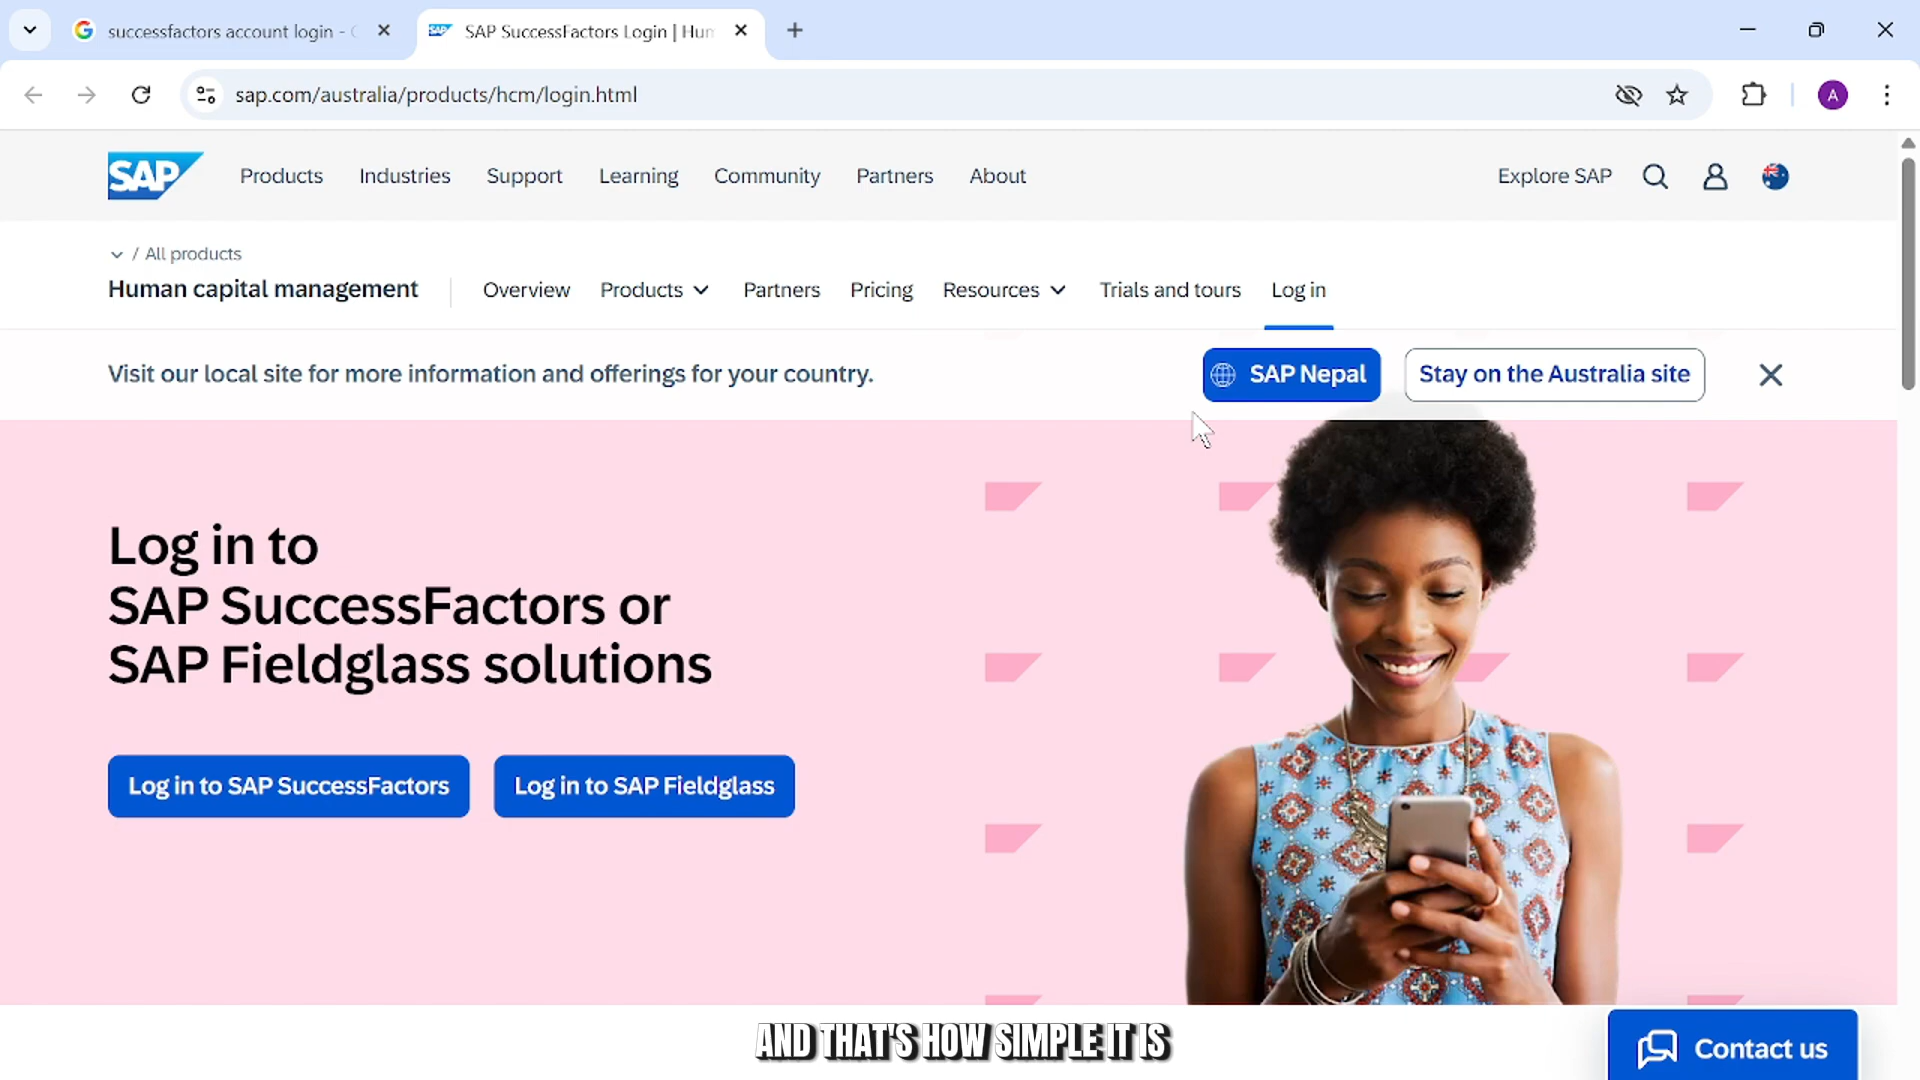 successfactors account login -
SAP SuccessFactors Login | Hum
sap.com/australia/products/hcm/login.html
A
SAP
Products
Industries
Support
Learning
Community
Partners
About
Explore SAP
/ All products
Human capital management
Overview
Products
Partners
Pricing
Resources
Trials and tours
Log in
Visit our local site for more information and offerings for your country.
SAP Nepal
Stay on the Australia site
Log in to
SAP SuccessFactors or
SAP Fieldglass solutions
Log in to SAP SuccessFactors
Log in to SAP Fieldglass
AND THAT'S HOW SIMPLE IT IS
Contact us